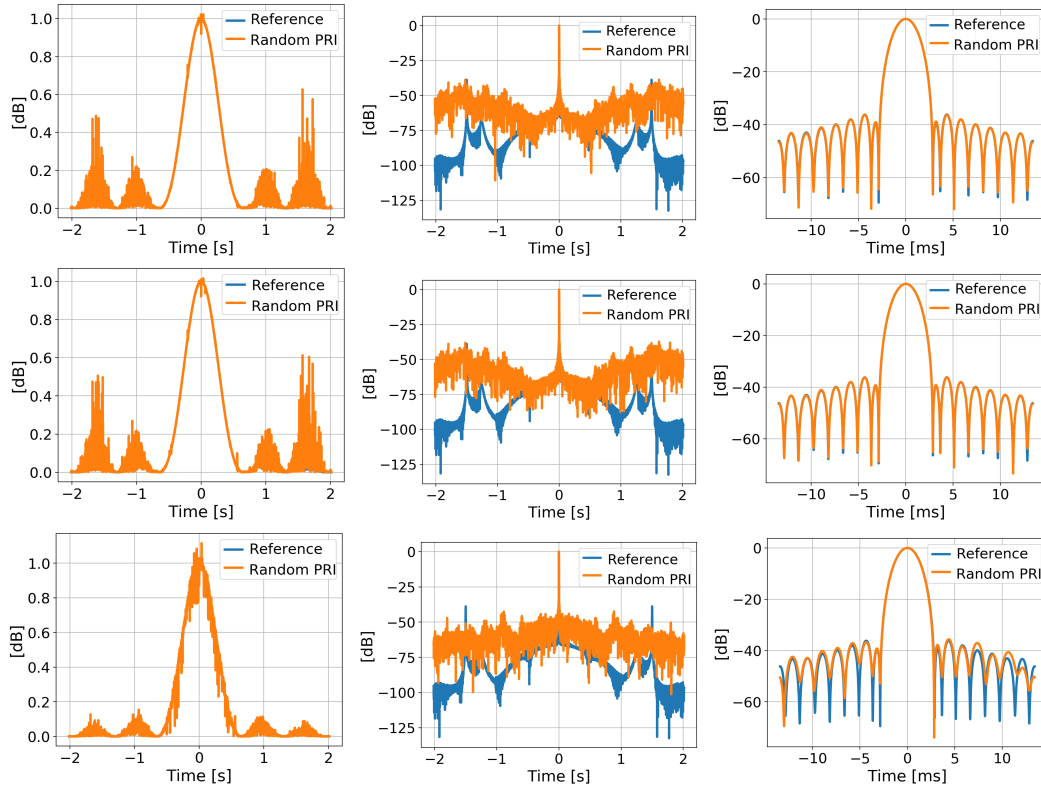 1.0
0.8
0.6
0.4
0.2
0.0
[dB]
−2
−1
0
1
2
Time [s]
Reference
Random PRI
0
−25
−50
−75
−100
−125
[dB]
−2
−1
0
1
2
Time [s]
Reference
Random PRI
0
−20
−40
−60
[dB]
−10
−5
0
5
10
Time [ms]
Reference
Random PRI
1.0
0.8
0.6
0.4
0.2
0.0
[dB]
−2
−1
0
1
2
Time [s]
Reference
Random PRI
0
−25
−50
−75
−100
−125
[dB]
−2
−1
0
1
2
Time [s]
Reference
Random PRI
0
−20
−40
−60
[dB]
−10
−5
0
5
10
Time [ms]
Reference
Random PRI
1.0
0.8
0.6
0.4
0.2
0.0
[dB]
−2
−1
0
1
2
Time [s]
Reference
Random PRI
0
−25
−50
−75
−100
−125
[dB]
−2
−1
0
1
2
Time [s]
Reference
Random PRI
0
−20
−40
−60
[dB]
−10
−5
0
5
10
Time [ms]
Reference
Random PRI